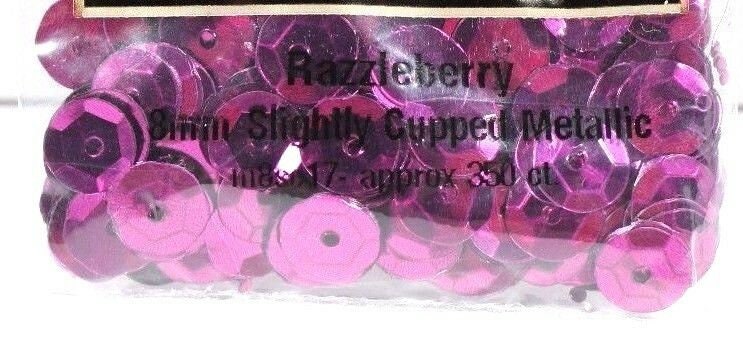 Razzleberry
8mm Slightly Cupped Metallic
approx 350 ct.